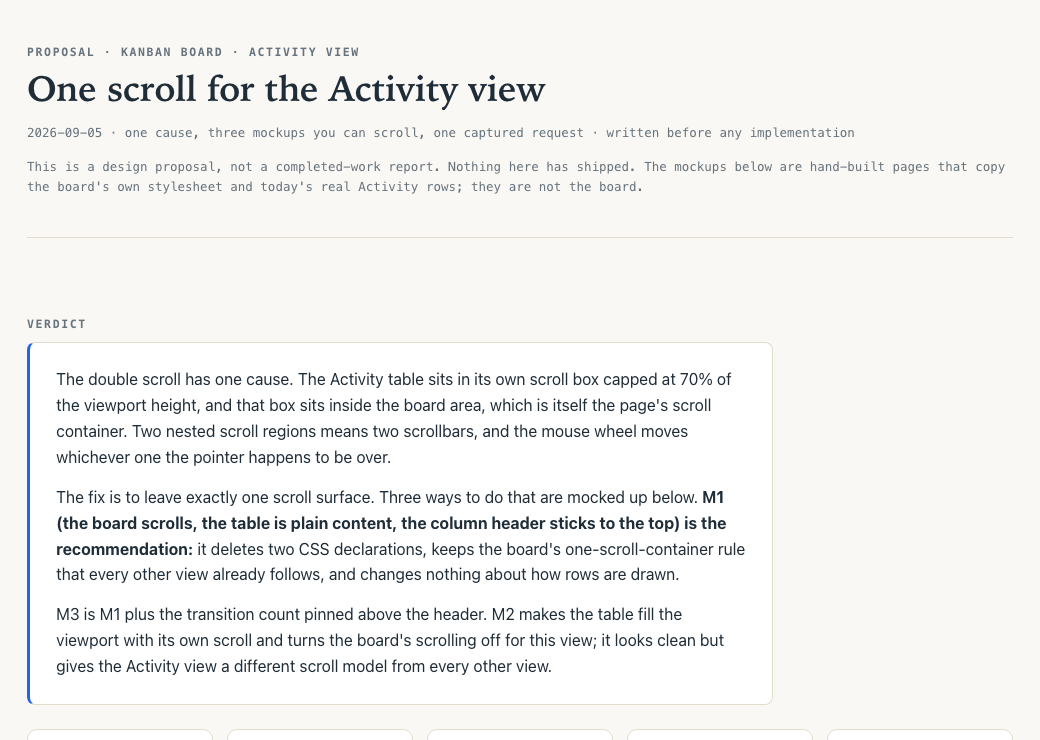 PROPOSAL · KANBAN BOARD · ACTIVITY VIEW
One scroll for the Activity view
2026-09-05 · one cause, three mockups you can scroll, one captured request · written before any implementation
This is a design proposal, not a completed-work report. Nothing here has shipped. The mockups below are hand-built pages that copy
the board's own stylesheet and today's real Activity rows; they are not the board.
VERDICT
The double scroll has one cause. The Activity table sits in its own scroll box capped at 70% of
the viewport height, and that box sits inside the board area, which is itself the page's scroll
container. Two nested scroll regions means two scrollbars, and the mouse wheel moves
whichever one the pointer happens to be over.
The fix is to leave exactly one scroll surface. Three ways to do that are mocked up below. M1
(the board scrolls, the table is plain content, the column header sticks to the top) is the
recommendation: it deletes two CSS declarations, keeps the board's one-scroll-container rule
that every other view already follows, and changes nothing about how rows are drawn.
M3 is M1 plus the transition count pinned above the header. M2 makes the table fill the
viewport with its own scroll and turns the board's scrolling off for this view; it looks clean but
gives the Activity view a different scroll model from every other view.